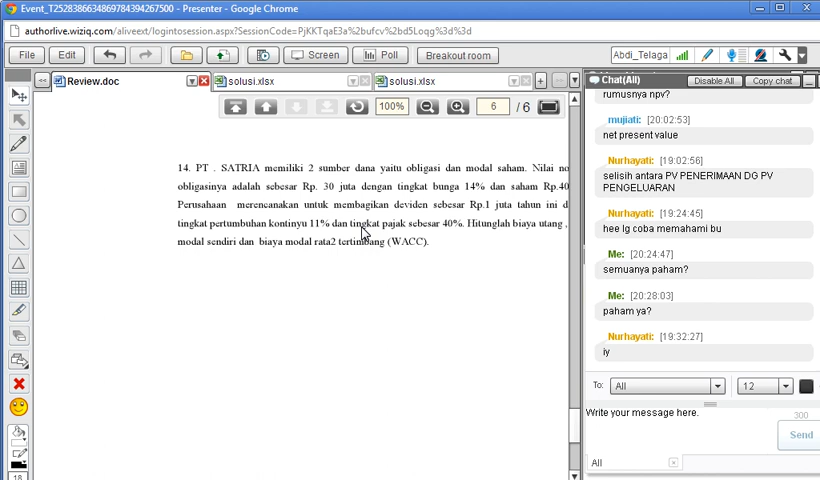 Event_T2528386634869784394267500 - Presenter - Google Chrome
authorlive.wiziq.com/aliveext/logintosession.aspx?SessionCode=PjKKTqaE3a%2bufcv%2bd5Loqg%3d%3d
File Edit Screen Poll Breakout room Abdi_Telaga
<< Review.doc solusi.xlsx solusi.xlsx + >>
100% 6 / 6
14. PT . SATRIA memiliki 2 sumber dana yaitu obligasi dan modal saham. Nilai no
obligasinya adalah sebesar Rp. 30 juta dengan tingkat bunga 14% dan saham Rp.40
Perusahaan merencanakan untuk membagikan deviden sebesar Rp.1 juta tahun ini d
tingkat pertumbuhan kontinyu 11% dan tingkat pajak sebesar 40%. Hitunglah biaya utang ,
modal sendiri dan biaya modal rata2 tertimbang (WACC).
18
Chat(All) Disable All Copy chat
rumusnya npv?
mujiati: [20:02:53]
net present value
Nurhayati: [19:02:56]
selisih antara PV PENERIMAAN DG PV
PENGELUARAN
Nurhayati: [19:24:45]
hee lg coba memahami bu
Me: [20:24:47]
semuanya paham?
Me: [20:28:03]
paham ya?
Nurhayati: [19:32:27]
iy
To: All 12
Write your message here. 300
Send
All